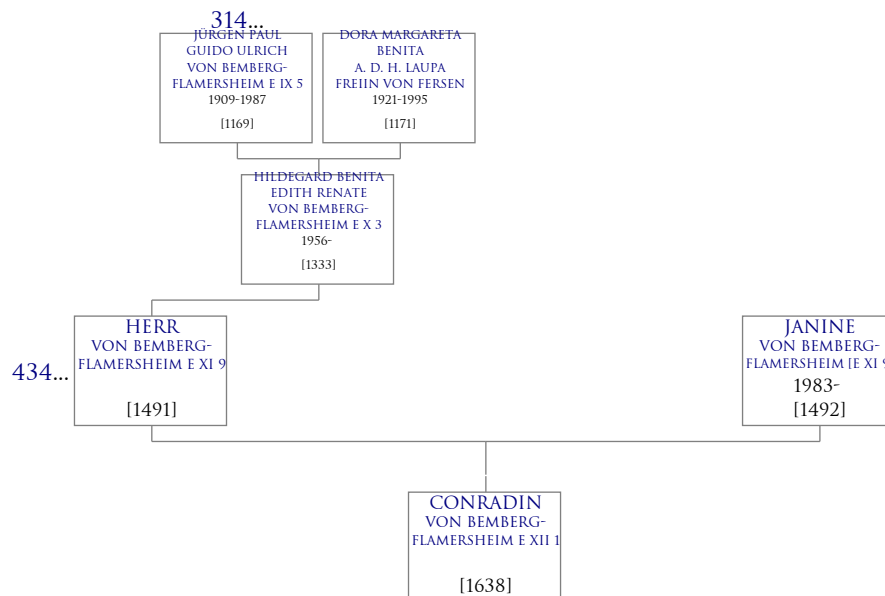 314...
JÜRGEN PAUL
GUIDO ULRICH
VON BEMBERG-
FLAMERSHEIM E IX 5
1909-1987
[1169]
DORA MARGARETA
BENITA
A. D. H. LAUPA
FREIIN VON FERSEN
1921-1995
[1171]
HILDEGARD BENITA
EDITH RENATE
VON BEMBERG-
FLAMERSHEIM E X 3
1956-
[1333]
434...
HERR
VON BEMBERG-
FLAMERSHEIM E XI 9
[1491]
JANINE
VON BEMBERG-
FLAMERSHEIM [E XI 9
1983-
[1492]
CONRADIN
VON BEMBERG-
FLAMERSHEIM E XII 1
[1638]